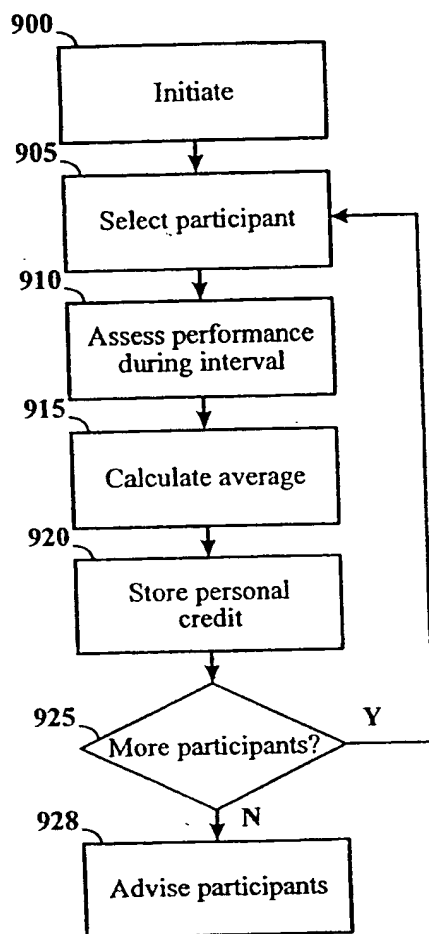 900
Initiate
905
Select participant
910
Assess performance
during interval
915
Calculate average
920
Store personal
credit
925
More participants?
Y
N
928
Advise participants